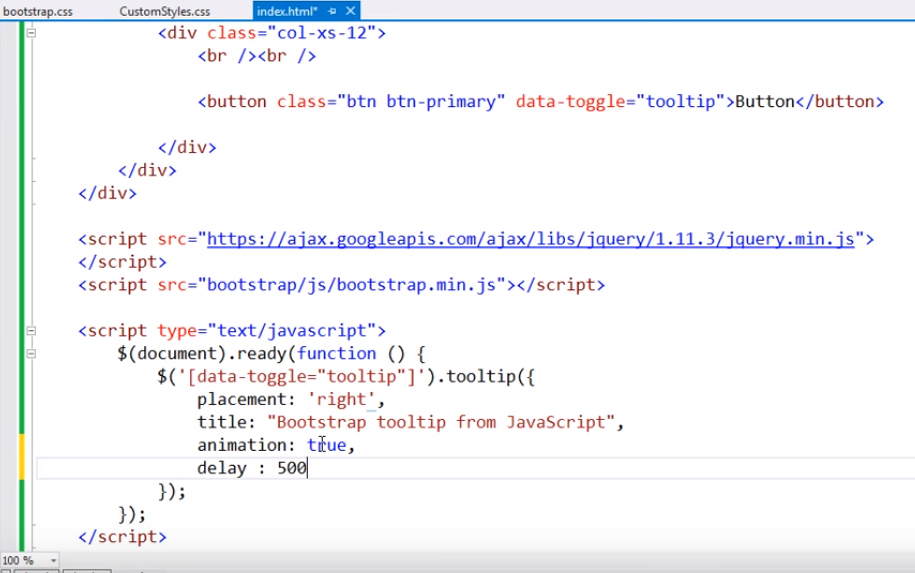 bootstrap.css CustomStyles.css index.html*
<div class="col-xs-12">
<br /><br />
<button class="btn btn-primary" data-toggle="tooltip">Button</button>
</div>
</div>
</div>
<script src="https://ajax.googleapis.com/ajax/libs/jquery/1.11.3/jquery.min.js">
</script>
<script src="bootstrap/js/bootstrap.min.js"></script>
<script type="text/javascript">
$(document).ready(function () {
$('[data-toggle="tooltip"]').tooltip({
placement: 'right',
title: "Bootstrap tooltip from JavaScript",
animation: true,
delay : 500
});
});
</script>
100 %